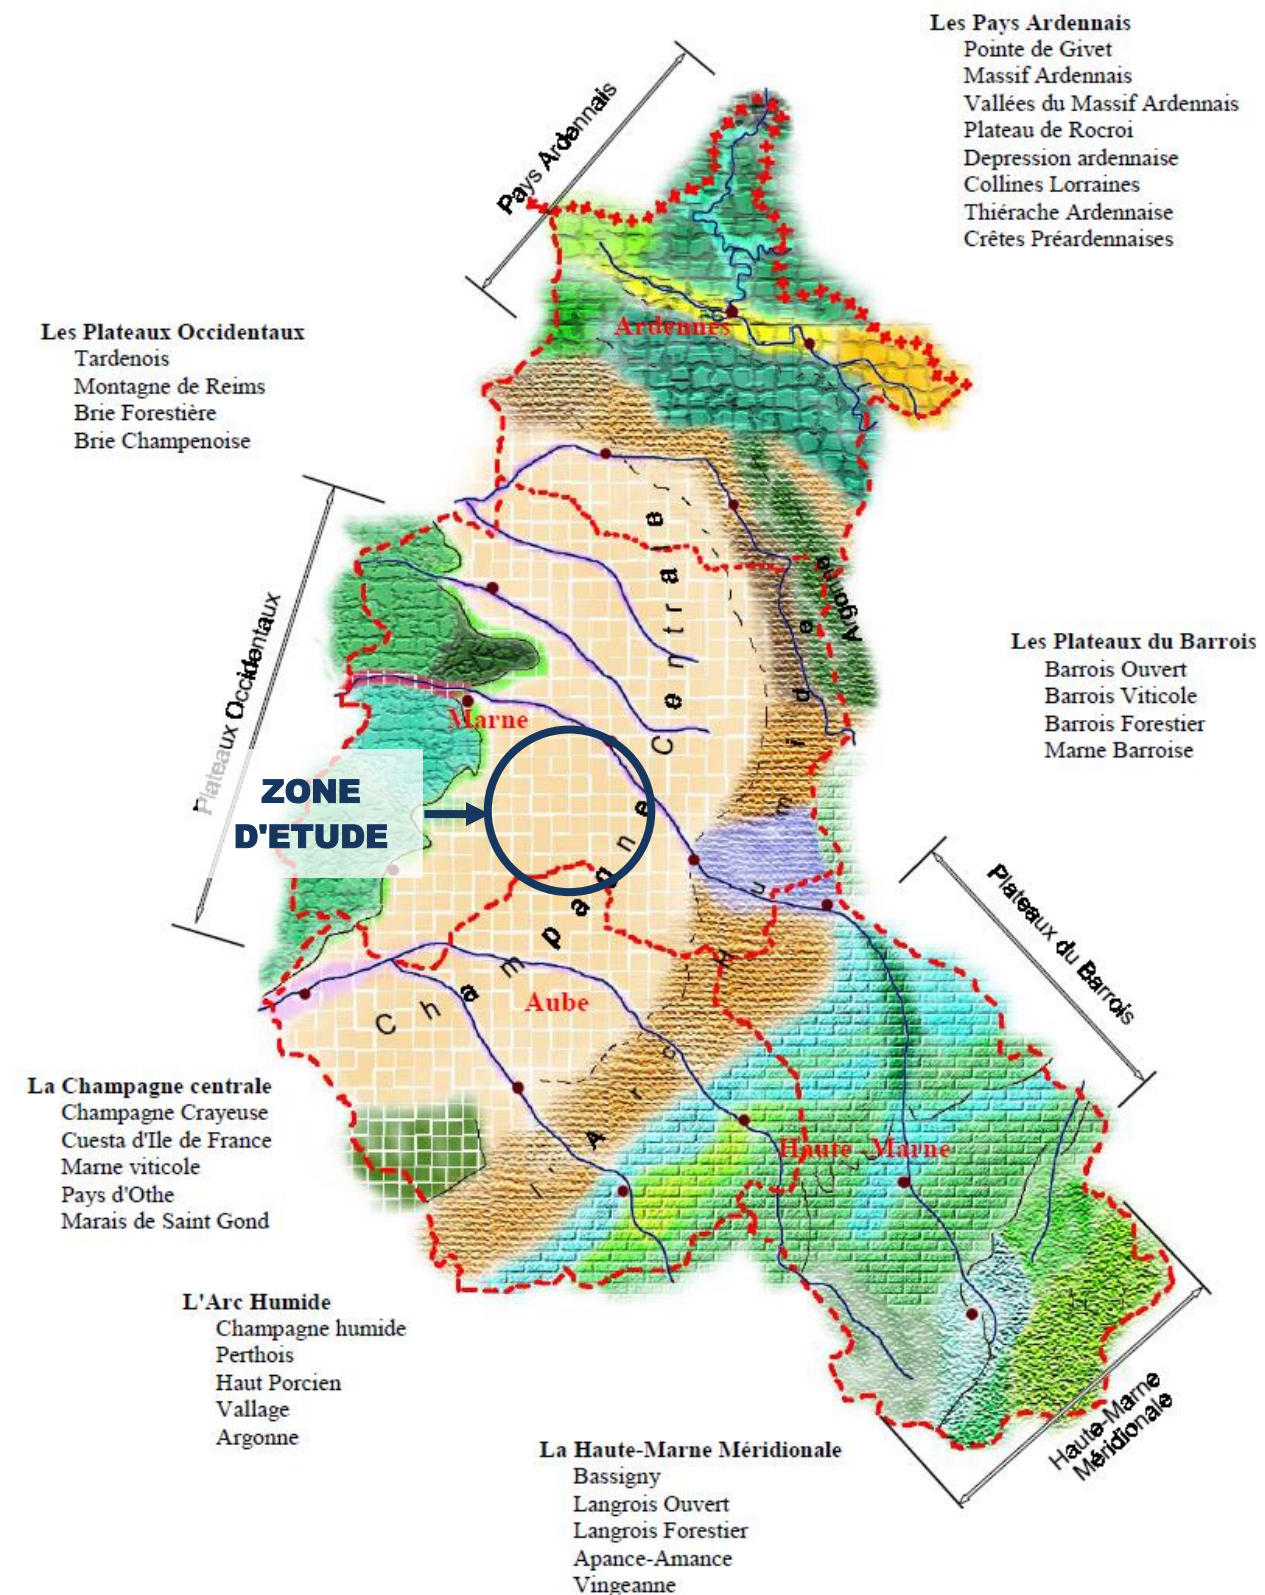 Les Pays Ardennais
Pointe de Givet
Massif Ardennais
Vallées du Massif Ardennais
Plateau de Rocroi
Depression ardennaise
Collines Lorraines
Thiérache Ardennaise
Crêtes Préardennaises
Pays Ardennais
Ardennes
Les Plateaux Occidentaux
Tardenois
Montagne de Reims
Brie Forestière
Brie Champenoise
Plateaux Occidentaux
Argonne
Marne
Les Plateaux du Barrois
Barrois Ouvert
Barrois Viticole
Barrois Forestier
Marne Barroise
ZONE
D'ETUDE
Champagne Centrale
Plateaux du Barrois
Aube
L'Arc Humide
La Champagne centrale
Champagne Crayeuse
Cuesta d'Ile de France
Marne viticole
Pays d'Othe
Marais de Saint Gond
Haute-Marne
L'Arc Humide
Champagne humide
Perthois
Haut Porcien
Vallage
Argonne
Haute-Marne
Méridionale
La Haute-Marne Méridionale
Bassigny
Langrois Ouvert
Langrois Forestier
Apance-Amance
Vingeanne